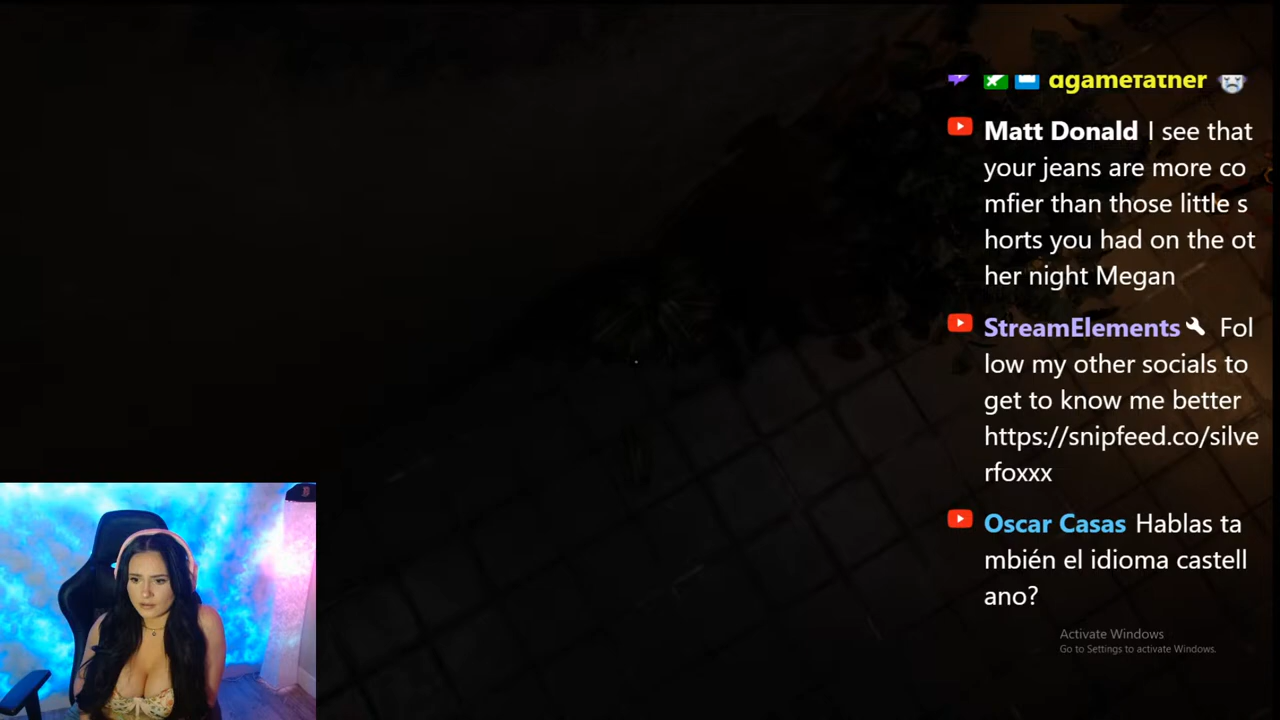 dgamefather
Matt Donald I see that
your jeans are more co
mfier than those little s
horts you had on the ot
her night Megan
StreamElements Fol
low my other socials to
get to know me better
https://snipfeed.co/silve
rfoxxx
Oscar Casas Hablas ta
mbién el idioma castell
ano?
Activate Windows
Go to Settings to activate Windows.